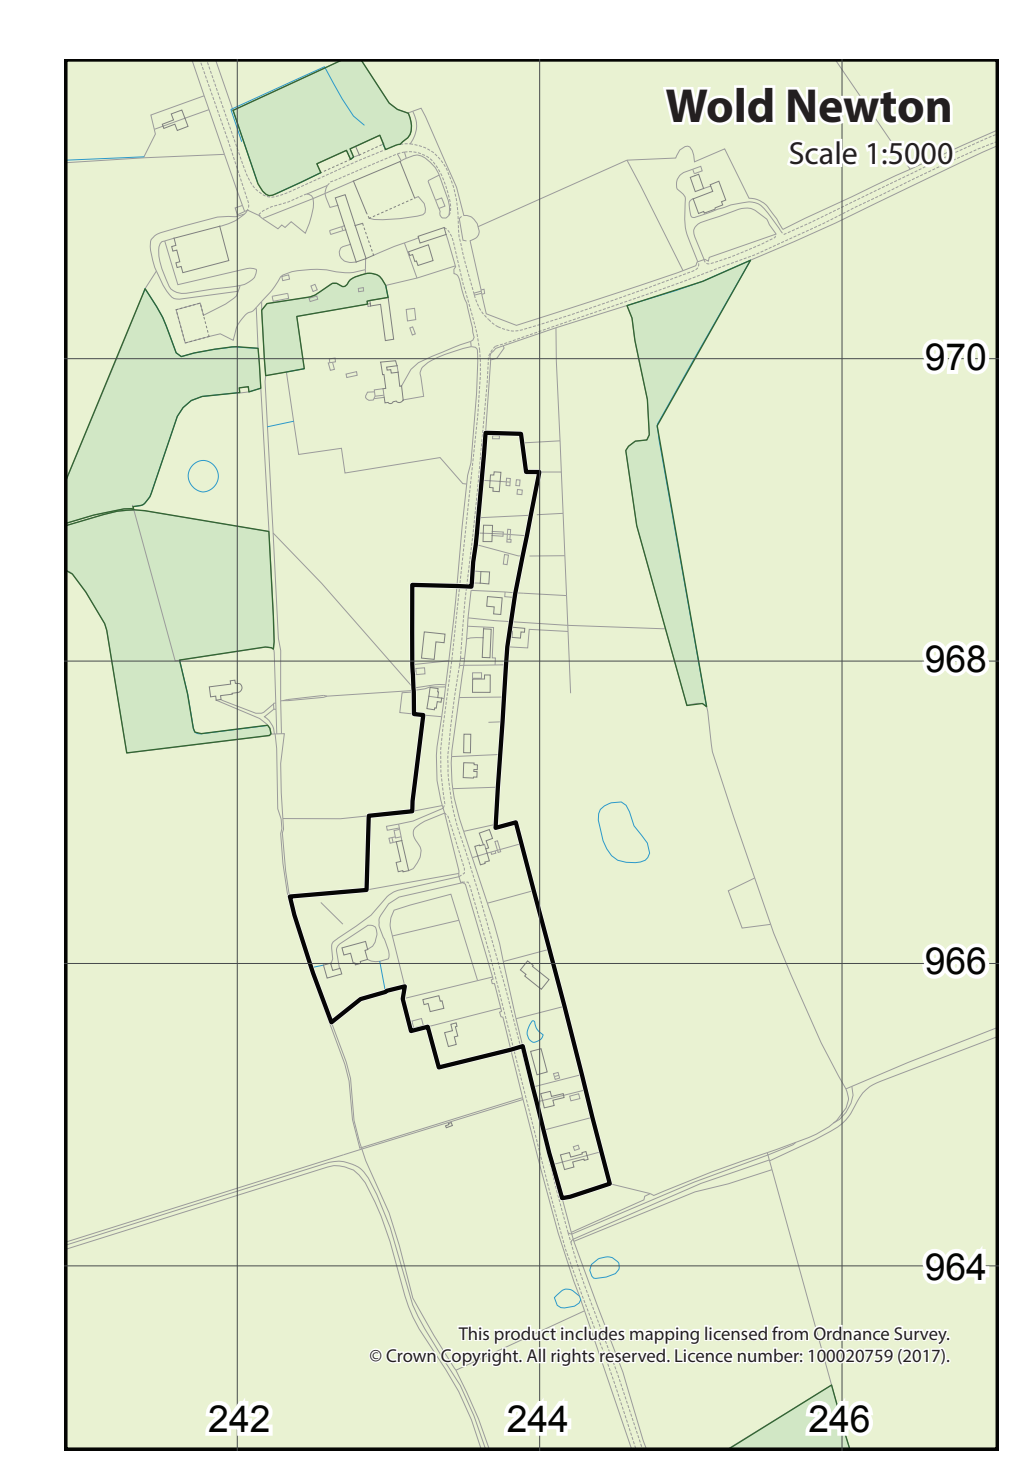 Wold Newton
Scale 1:5000
970
968
966
964
This product includes mapping licensed from Ordnance Survey.
© Crown Copyright. All rights reserved. Licence number: 100020759 (2017).
242
244
246